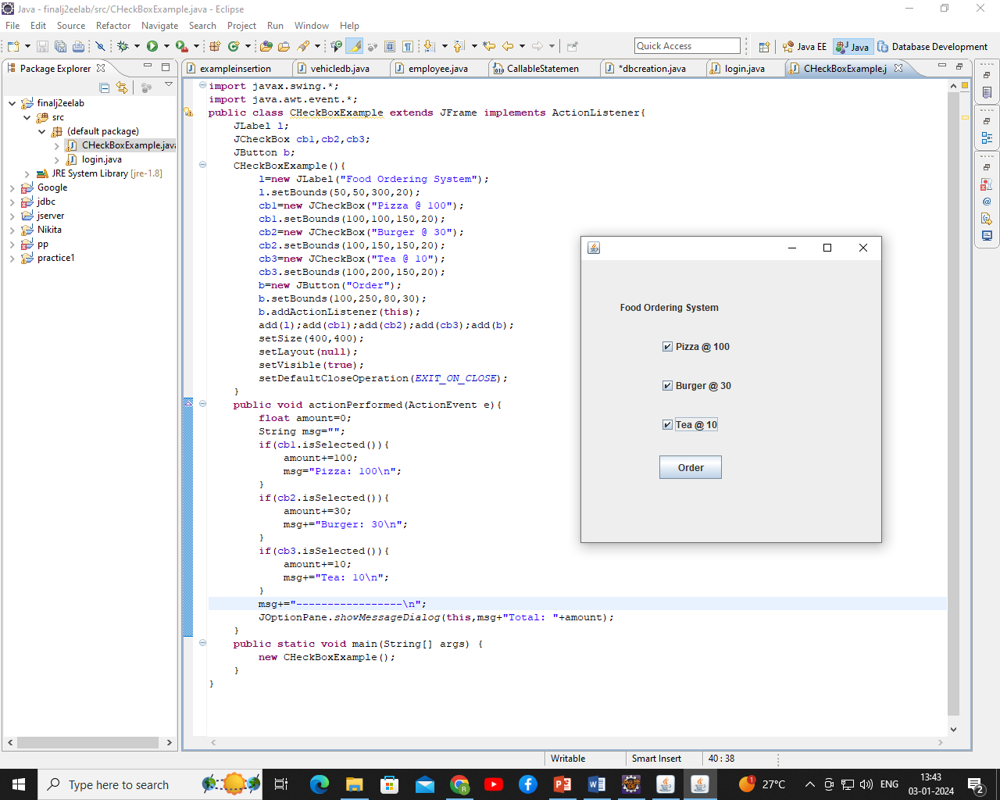 Java - finalj2eelab/src/CHeckBoxExample.java - Eclipse
File Edit Source Refactor Navigate Search Project Run Window Help
Quick Access
Java EE
Java
Database Development
Package Explorer
exampleinsertion
vehicledb.java
employee.java
CallableStatemen
*dbcreation.java
login.java
CHeckBoxExample.j
finalj2eelab
src
(default package)
CHeckBoxExample.java
login.java
JRE System Library [jre-1.8]
Google
jdbc
jserver
Nikita
pp
practice1
import javax.swing.*;
import java.awt.event.*;
public class CHeckBoxExample extends JFrame implements ActionListener{
JLabel l;
JCheckBox cb1,cb2,cb3;
JButton b;
CHeckBoxExample(){
l=new JLabel("Food Ordering System");
l.setBounds(50,50,300,20);
cb1=new JCheckBox("Pizza @ 100");
cb1.setBounds(100,100,150,20);
cb2=new JCheckBox("Burger @ 30");
cb2.setBounds(100,150,150,20);
cb3=new JCheckBox("Tea @ 10");
cb3.setBounds(100,200,150,20);
b=new JButton("Order");
b.setBounds(100,250,80,30);
b.addActionListener(this);
add(l);add(cb1);add(cb2);add(cb3);add(b);
setSize(400,400);
setLayout(null);
setVisible(true);
setDefaultCloseOperation(EXIT_ON_CLOSE);
}
public void actionPerformed(ActionEvent e){
float amount=0;
String msg="";
if(cb1.isSelected()){
amount+=100;
msg="Pizza: 100\n";
}
if(cb2.isSelected()){
amount+=30;
msg+="Burger: 30\n";
}
if(cb3.isSelected()){
amount+=10;
msg+="Tea: 10\n";
}
msg+="-----------------\n";
JOptionPane.showMessageDialog(this,msg+"Total: "+amount);
}
public static void main(String[] args) {
new CHeckBoxExample();
}
}
Food Ordering System
Pizza @ 100
Burger @ 30
Tea @ 10
Order
Writable
Smart Insert
40 : 38
Type here to search
27°C
ENG
13:43
03-01-2024